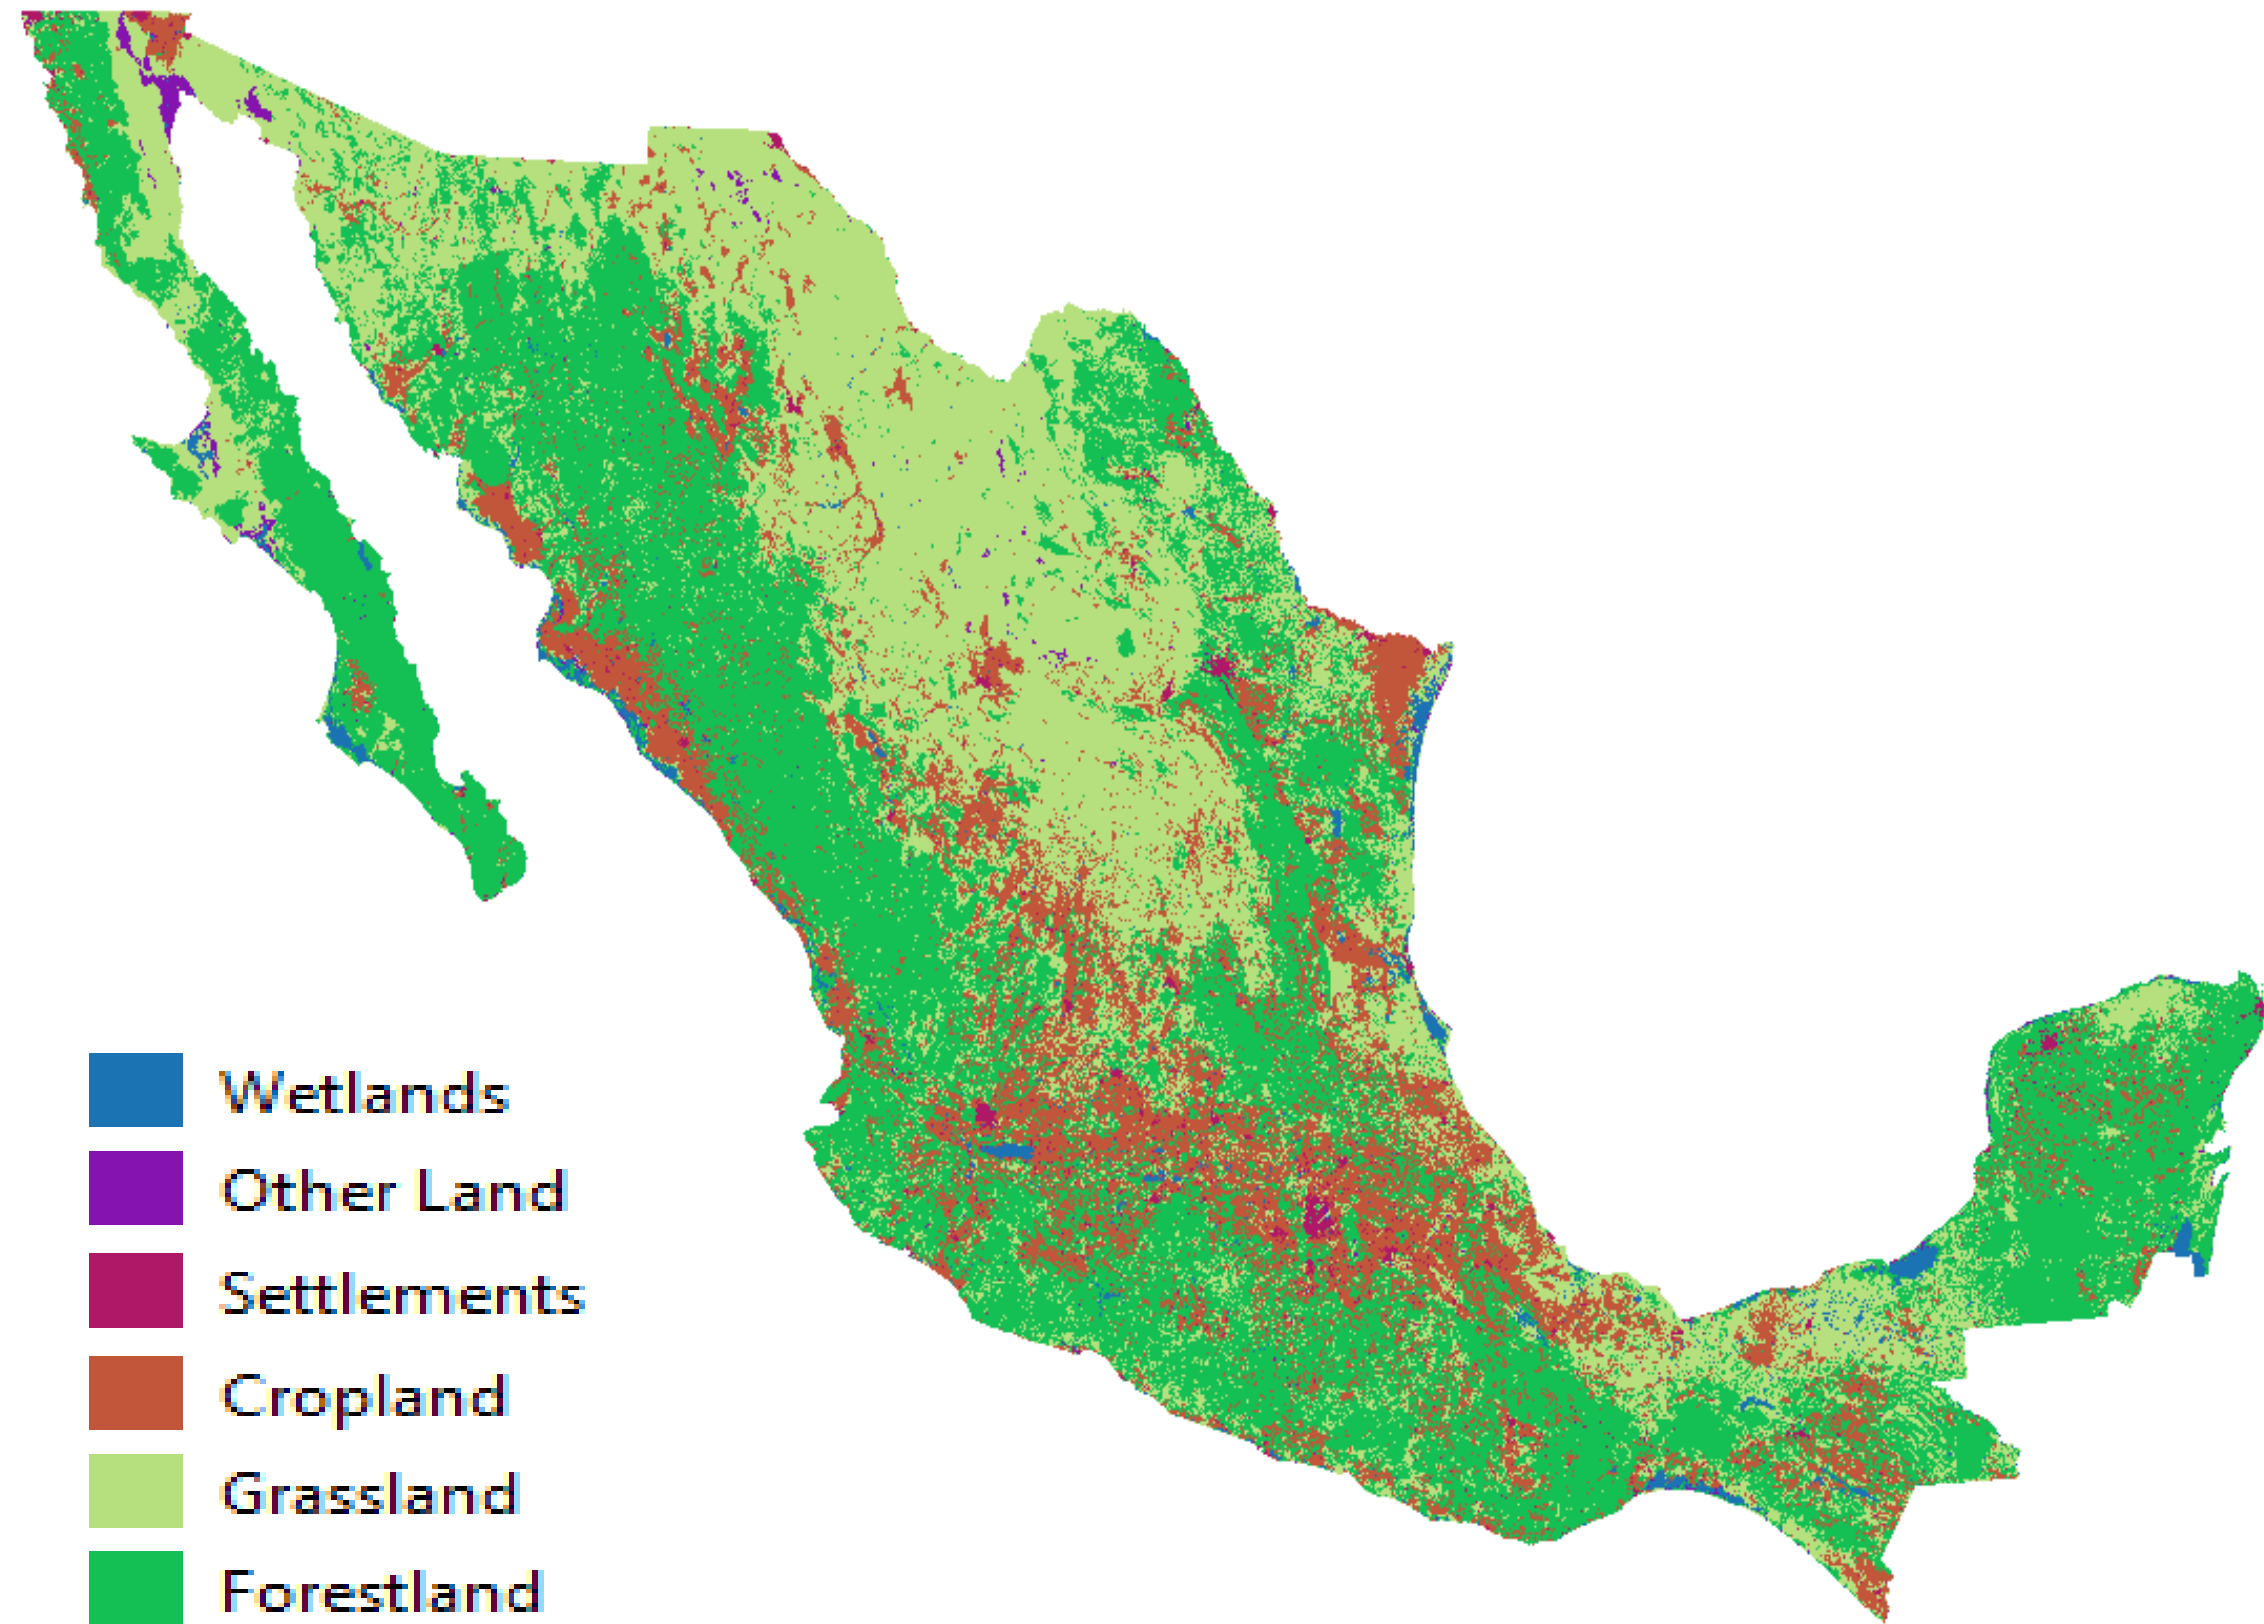 Wetlands
Other Land
Settlements
Cropland
Grassland
Forestland